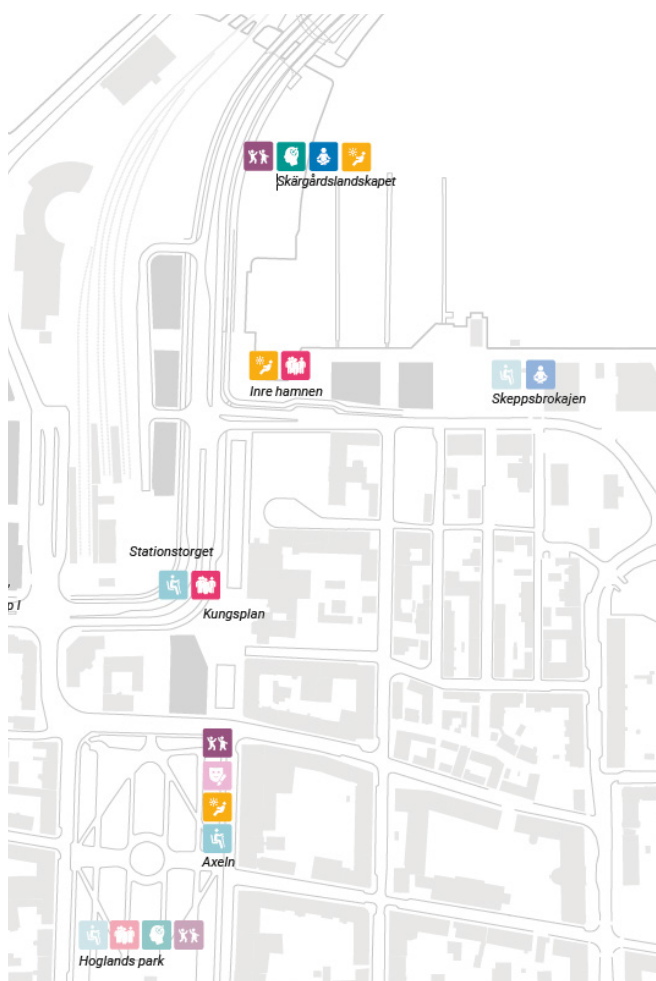 Skärgårdslandskapet
Inre hamnen
Skeppsbrokajen
Stationstorget
p l
Kungsplan
Axeln
Hoglands park